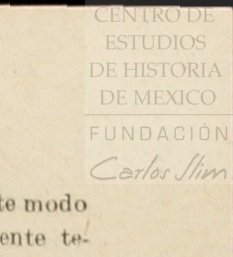 CENTRO DE
ESTUDIOS
DE HISTORIA
DE MEXICO
FUNDACIÓN
Carlos Slim
te modo
ente te-